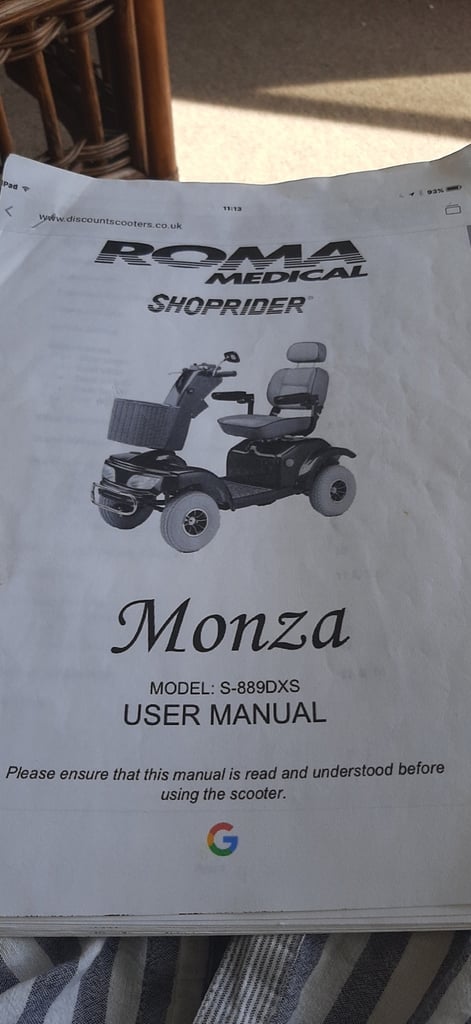 iPad
11:13
93%
www.discountscooters.co.uk
ROMA
MEDICAL
SHOPRIDER®
Monza
MODEL: S-889DXS
USER MANUAL
Please ensure that this manual is read and understood before
using the scooter.
G